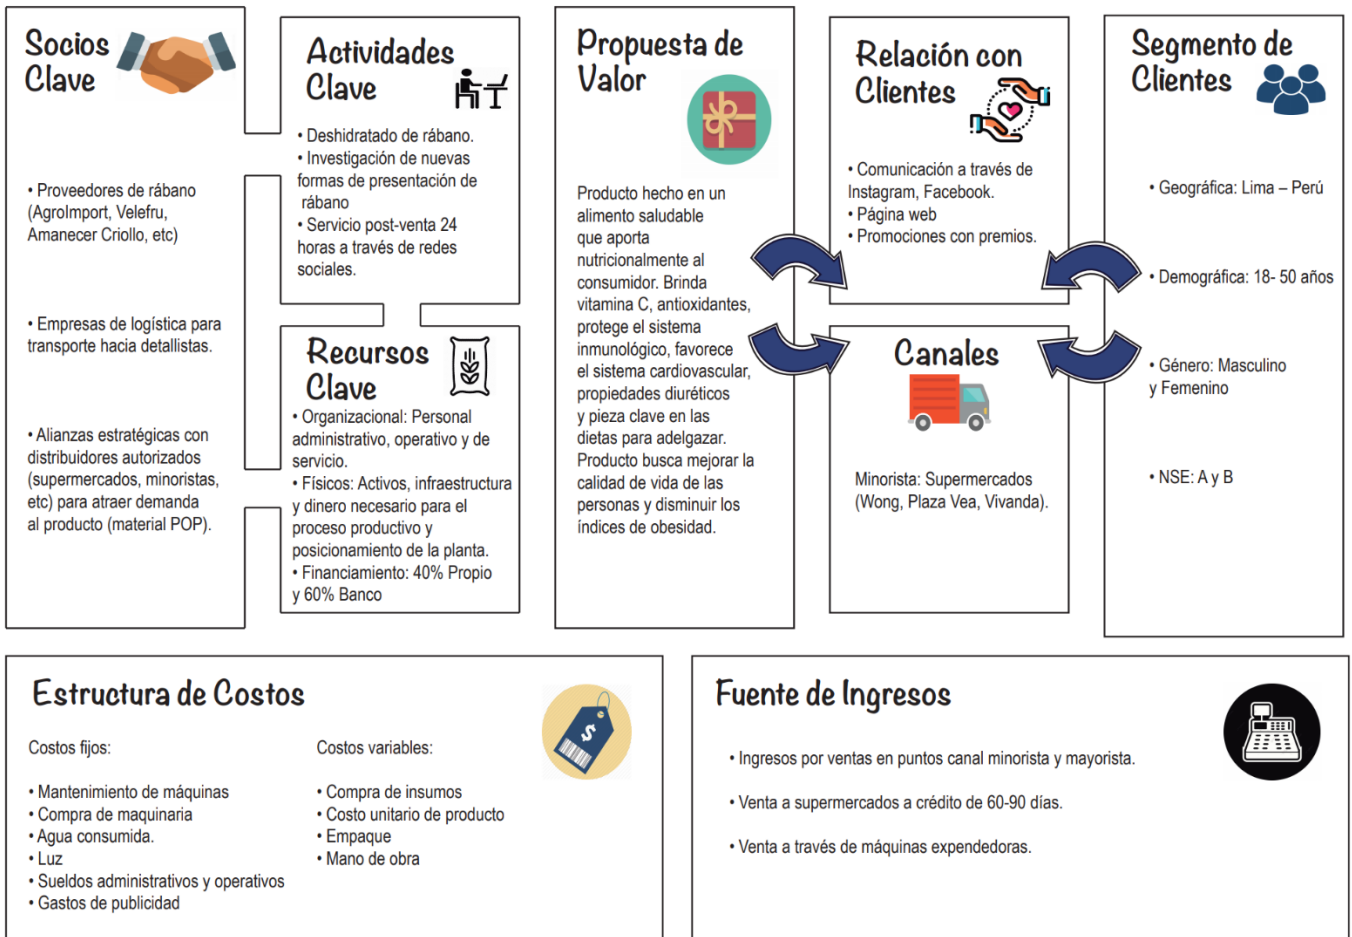 Socios
Clave
• Proveedores de rábano
(AgroImport, Velefru,
Amanecer Criollo, etc)
• Empresas de logística para
transporte hacia detallistas.
• Alianzas estratégicas con
distribuidores autorizados
(supermercados, minoristas,
etc) para atraer demanda
al producto (material POP).
Actividades
Clave
• Deshidratado de rábano.
• Investigación de nuevas
formas de presentación de
rábano
• Servicio post-venta 24
horas a través de redes
sociales.
Recursos
Clave
• Organizacional: Personal
administrativo, operativo y de
servicio.
• Físicos: Activos, infraestructura
y dinero necesario para el
proceso productivo y
posicionamiento de la planta.
• Financiamiento: 40% Propio
y 60% Banco
Propuesta de
Valor
Producto hecho en un
alimento saludable
que aporta
nutricionalmente al
consumidor. Brinda
vitamina C, antioxidantes,
protege el sistema
inmunológico, favorece
el sistema cardiovascular,
propiedades diuréticos
y pieza clave en las
dietas para adelgazar.
Producto busca mejorar la
calidad de vida de las
personas y disminuir los
índices de obesidad.
Relación con
Clientes
• Comunicación a través de
Instagram, Facebook.
• Página web
• Promociones con premios.
Canales
Minorista: Supermercados
(Wong, Plaza Vea, Vivanda).
Segmento de
Clientes
• Geográfica: Lima – Perú
• Demográfica: 18- 50 años
• Género: Masculino
y Femenino
• NSE: A y B
Estructura de Costos
Costos fijos:
• Mantenimiento de máquinas
• Compra de maquinaria
• Agua consumida.
• Luz
• Sueldos administrativos y operativos
• Gastos de publicidad
Costos variables:
• Compra de insumos
• Costo unitario de producto
• Empaque
• Mano de obra
$
Fuente de Ingresos
• Ingresos por ventas en puntos canal minorista y mayorista.
• Venta a supermercados a crédito de 60-90 días.
• Venta a través de máquinas expendedoras.